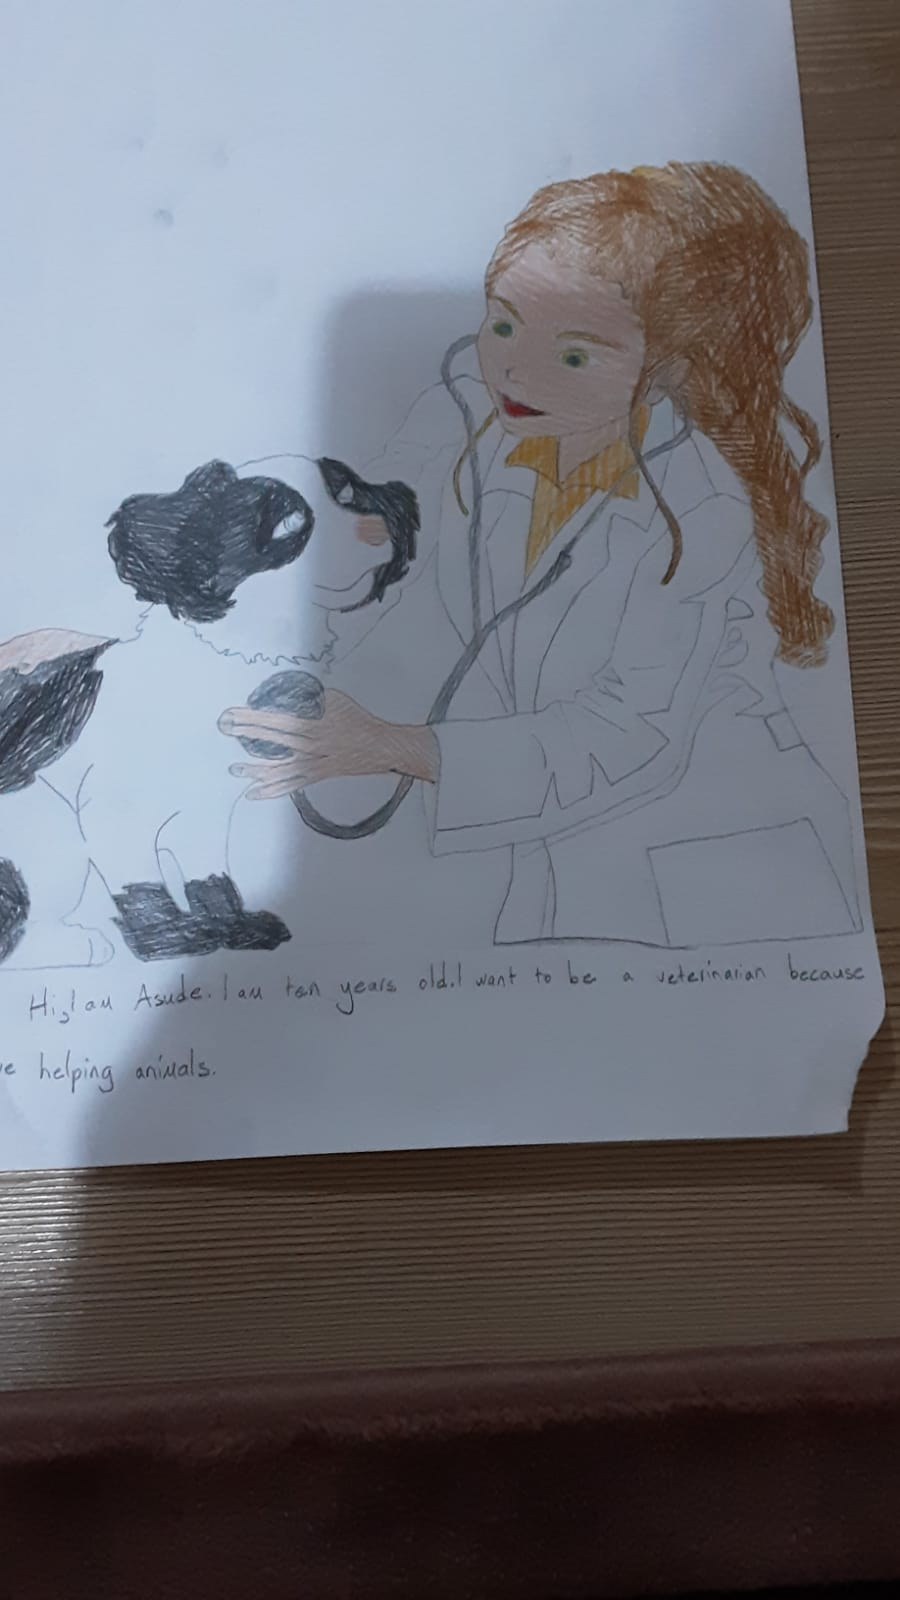 Hi, I am Asude. I am ten years old. I want to be a veterinarian because
helping animals.